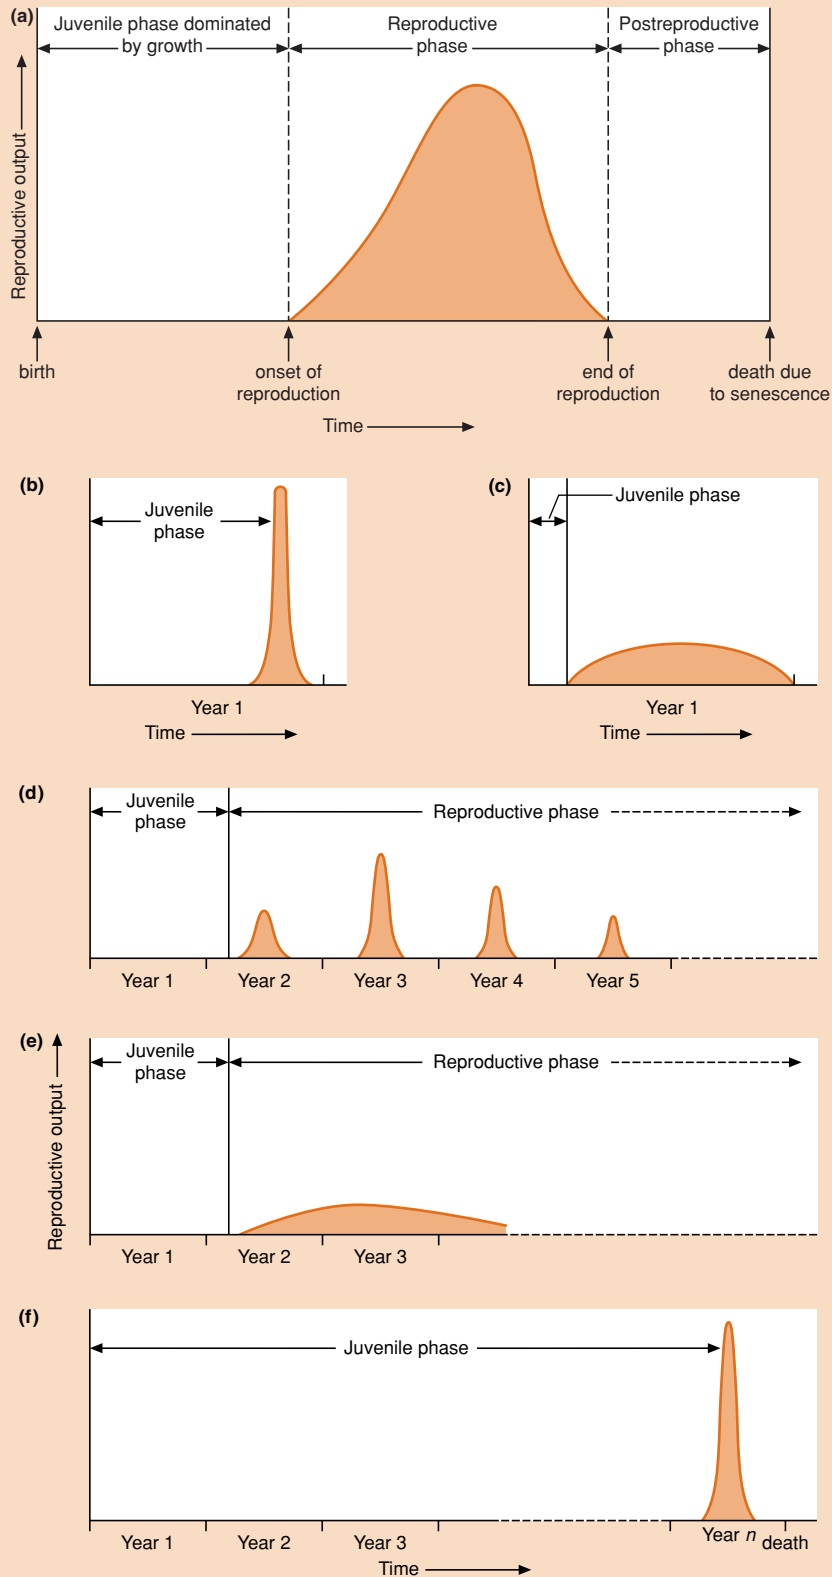 (a)
Juvenile phase dominated
by growth
Reproductive
phase
Postreproductive
phase
Reproductive output
birth
onset of
reproduction
end of
reproduction
death due
to senescence
Time
(b)
Juvenile
phase
Year 1
Time
(c)
Juvenile phase
Year 1
Time
(d)
Juvenile
phase
Reproductive phase
Year 1
Year 2
Year 3
Year 4
Year 5
(e)
Juvenile
phase
Reproductive phase
Reproductive output
Year 1
Year 2
Year 3
(f)
Juvenile phase
Year 1
Year 2
Year 3
Year n
death
Time